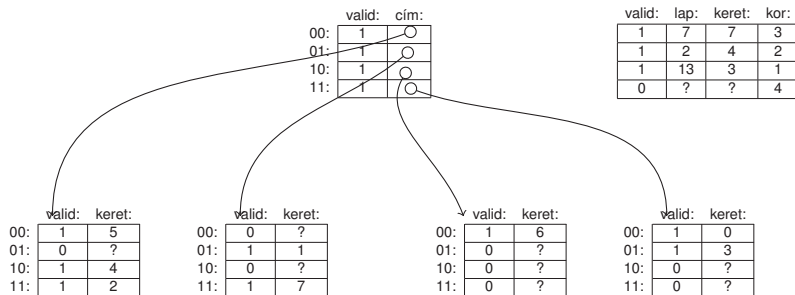 valid: cím:
00: 1
01: 1
10: 1
11: 1
valid: lap: keret: kor:
1 7 7 3
1 2 4 2
1 13 3 1
0 ? ? 4
valid: keret:
00: 1 5
01: 0 ?
10: 1 4
11: 1 2
valid: keret:
00: 0 ?
01: 1 1
10: 0 ?
11: 1 7
valid: keret:
00: 1 6
01: 0 ?
10: 0 ?
11: 0 ?
valid: keret:
00: 1 0
01: 1 3
10: 0 ?
11: 0 ?